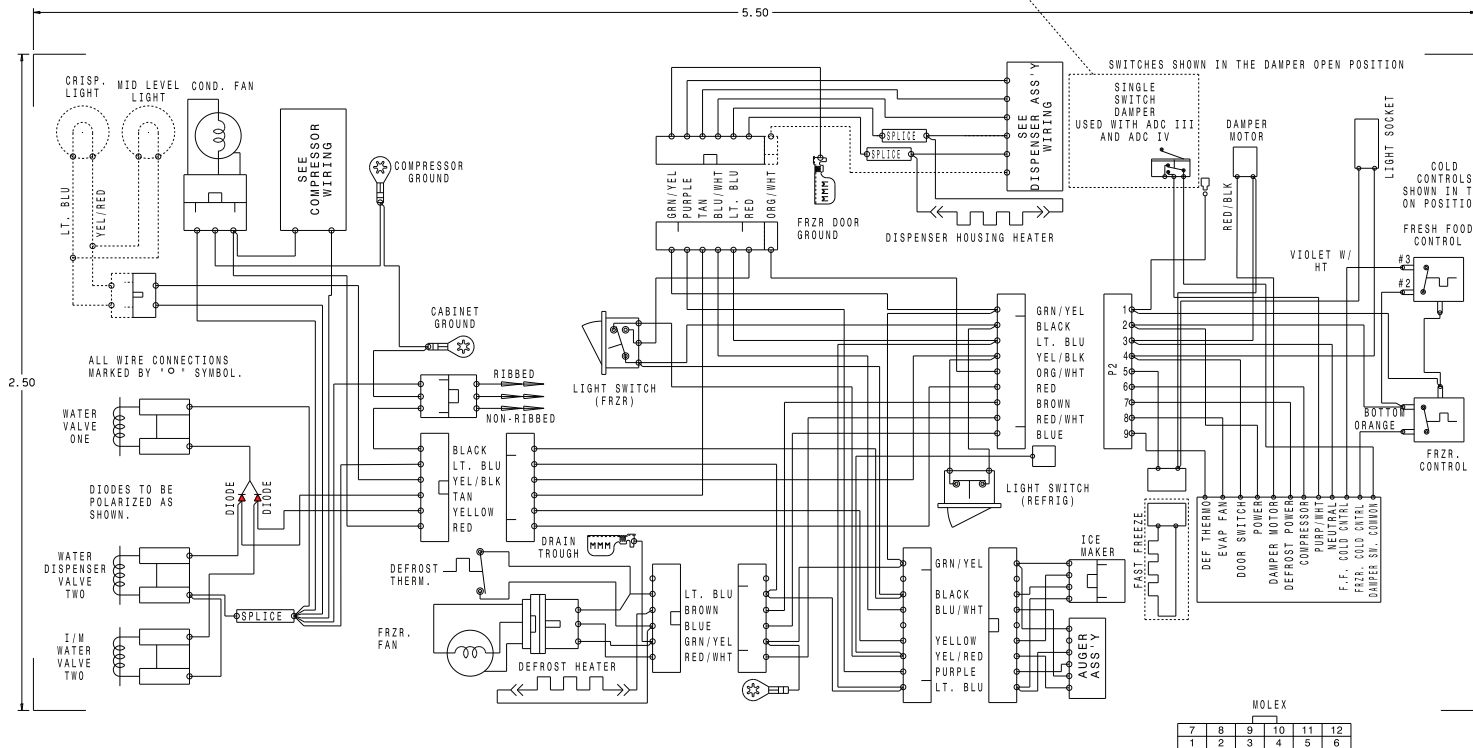 5.50
2.50
CRISP.
LIGHT
MID LEVEL
LIGHT
COND. FAN
SEE
COMPRESSOR
WIRING
COMPRESSOR
GROUND
LT. BLU
YEL/RED
CABINET
GROUND
ALL WIRE CONNECTIONS
MARKED BY "O" SYMBOL.
RIBBED
NON-RIBBED
WATER
VALVE
ONE
DIODES TO BE
POLARIZED AS
SHOWN.
DIODE
DIODE
WATER
DISPENSER
VALVE
TWO
SPLICE
I/M
WATER
VALVE
TWO
BLACK
LT. BLU
YEL/BLK
TAN
YELLOW
RED
DRAIN
TROUGH
DEFROST
THERM.
FRZR.
FAN
DEFROST HEATER
LT. BLU
BROWN
BLUE
GRN/YEL
RED/WHT
GRN/YEL
PURPLE
TAN
BLU/WHT
LT. BLU
RED
ORG/WHT
SPLICE
SPLICE
SEE
DISPENSER ASS'Y
WIRING
FRZR DOOR
GROUND
DISPENSER HOUSING HEATER
LIGHT SWITCH
(FRZR)
GRN/YEL
BLACK
LT. BLU
YEL/BLK
ORG/WHT
RED
BROWN
RED/WHT
BLUE
LIGHT SWITCH
(REFRIG)
GRN/YEL
BLACK
BLU/WHT
YELLOW
YEL/RED
PURPLE
LT. BLU
ICE
MAKER
AUGER
ASS'Y
SWITCHES SHOWN IN THE DAMPER OPEN POSITION
SINGLE
SWITCH
DAMPER
USED WITH ADC III
AND ADC IV
DAMPER
MOTOR
RED/BLK
LIGHT SOCKET
COLD
CONTROLS
SHOWN IN T
ON POSITIO
FRESH FOOD
CONTROL
VIOLET W/
HT
#3
#2
P2
1
2
3
4
5
6
7
8
9
BOTTOM
ORANGE
FRZR.
CONTROL
FAST FREEZE
DEF THERMO
EVAP FAN
DOOR SWITCH
POWER
DAMPER MOTOR
DEFROST POWER
COMPRESSOR
PURP/WHT
NEUTRAL
F.F. COLD CNTRL
FRZR. COLD CNTRL
DAMPER SW. COMMON
MOLEX
7 8 9 10 11 12
1 2 3 4 5 6